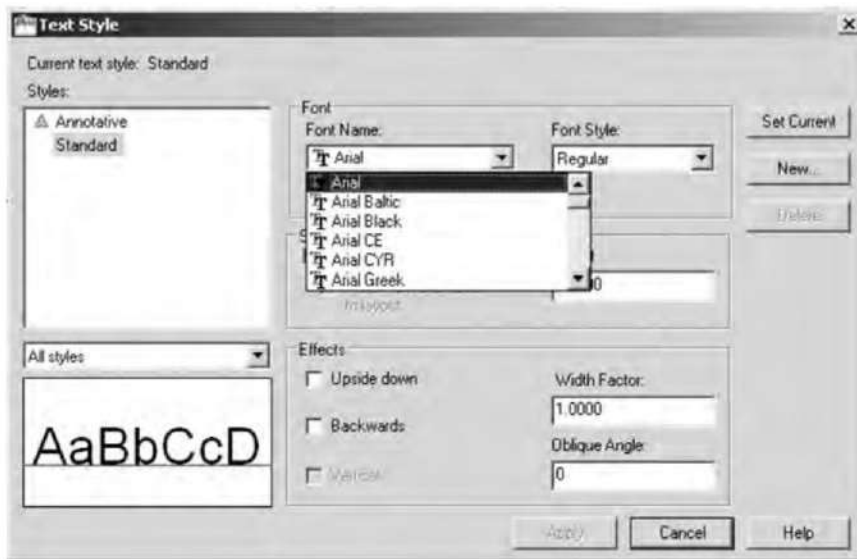 Text Style
Current text style: Standard
Styles:
Annotative
Standard
All styles
AaBbCcD
Font
Font Name:
Arial
Font Style:
Regular
Arial
Arial Baltic
Arial Black
Arial CE
Arial CYR
Arial Greek
Effects
Upside down
Backwards
Vertical
Width Factor:
1.0000
Oblique Angle:
0
Set Current
New...
Delete
Apply
Cancel
Help